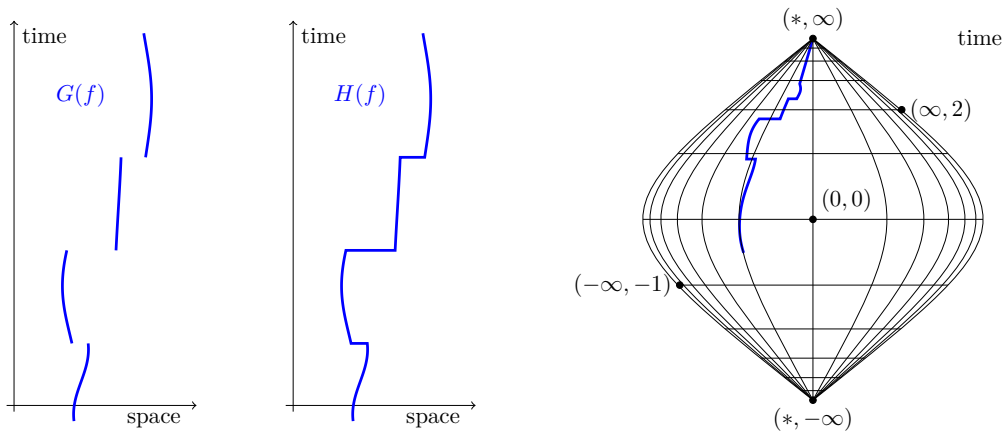 time
G(f)
space
time
H(f)
space
(*, ∞)
time
(∞, 2)
(0, 0)
(-∞, -1)
(*, -∞)